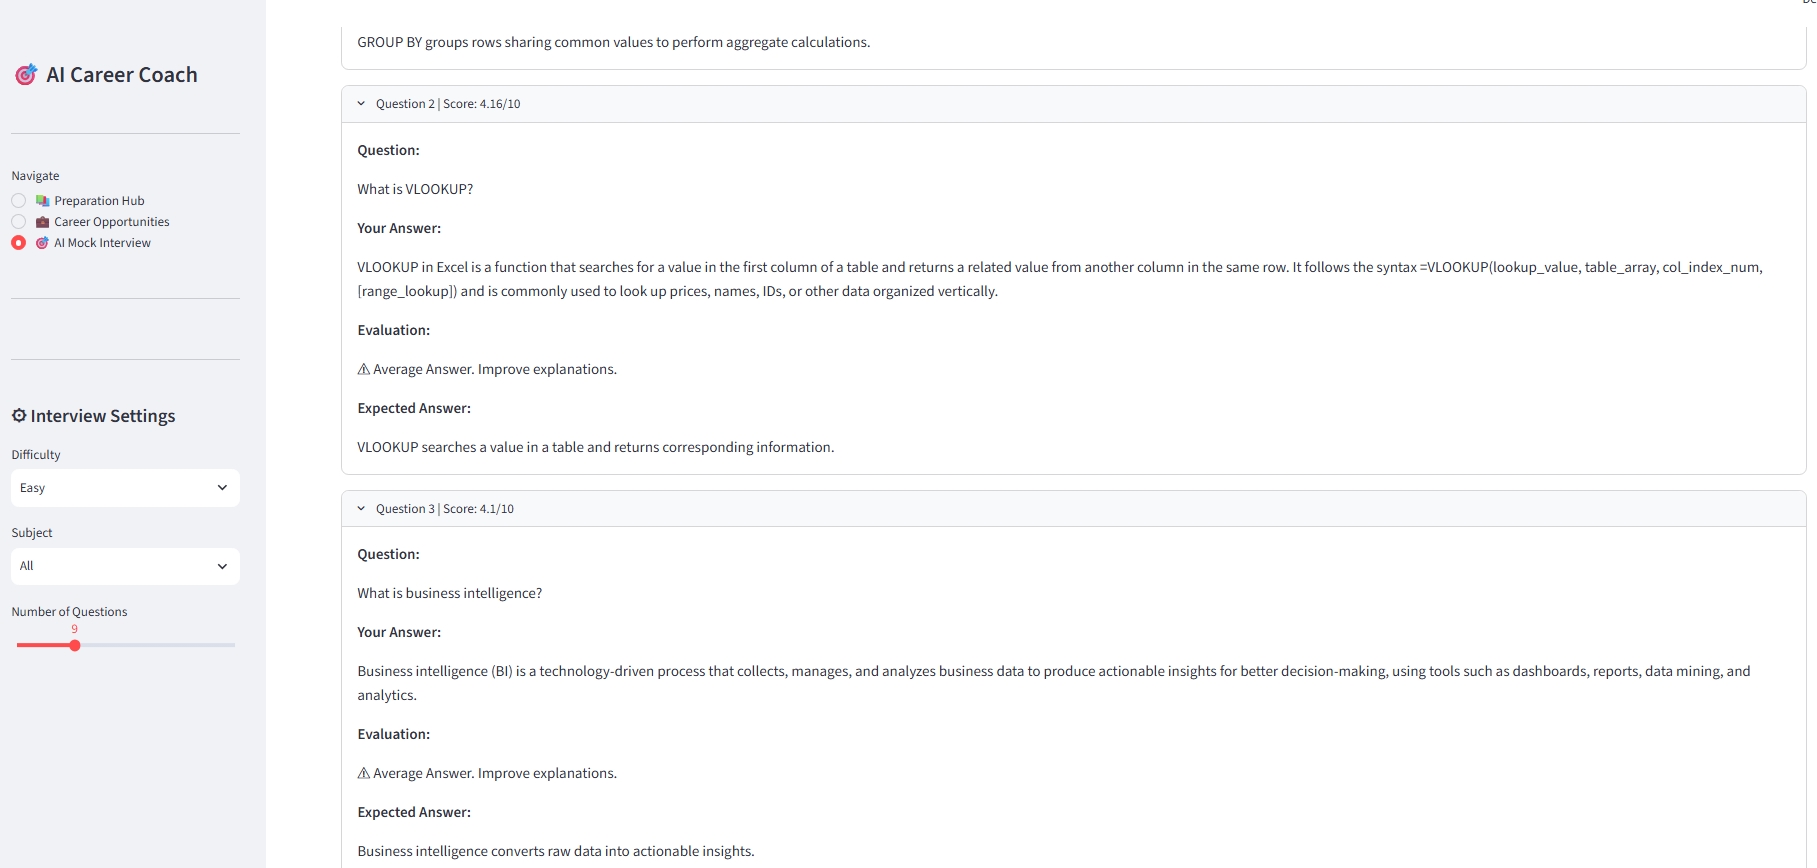 AI Career Coach
Navigate
Preparation Hub
Career Opportunities
AI Mock Interview
Interview Settings
Difficulty
Easy
Subject
All
Number of Questions
9
GROUP BY groups rows sharing common values to perform aggregate calculations.
Question 2 | Score: 4.16/10
Question:
What is VLOOKUP?
Your Answer:
VLOOKUP in Excel is a function that searches for a value in the first column of a table and returns a related value from another column in the same row. It follows the syntax =VLOOKUP(lookup_value, table_array, col_index_num,
[range_lookup]) and is commonly used to look up prices, names, IDs, or other data organized vertically.
Evaluation:
⚠ Average Answer. Improve explanations.
Expected Answer:
VLOOKUP searches a value in a table and returns corresponding information.
Question 3 | Score: 4.1/10
Question:
What is business intelligence?
Your Answer:
Business intelligence (BI) is a technology-driven process that collects, manages, and analyzes business data to produce actionable insights for better decision-making, using tools such as dashboards, reports, data mining, and
analytics.
Evaluation:
⚠ Average Answer. Improve explanations.
Expected Answer:
Business intelligence converts raw data into actionable insights.